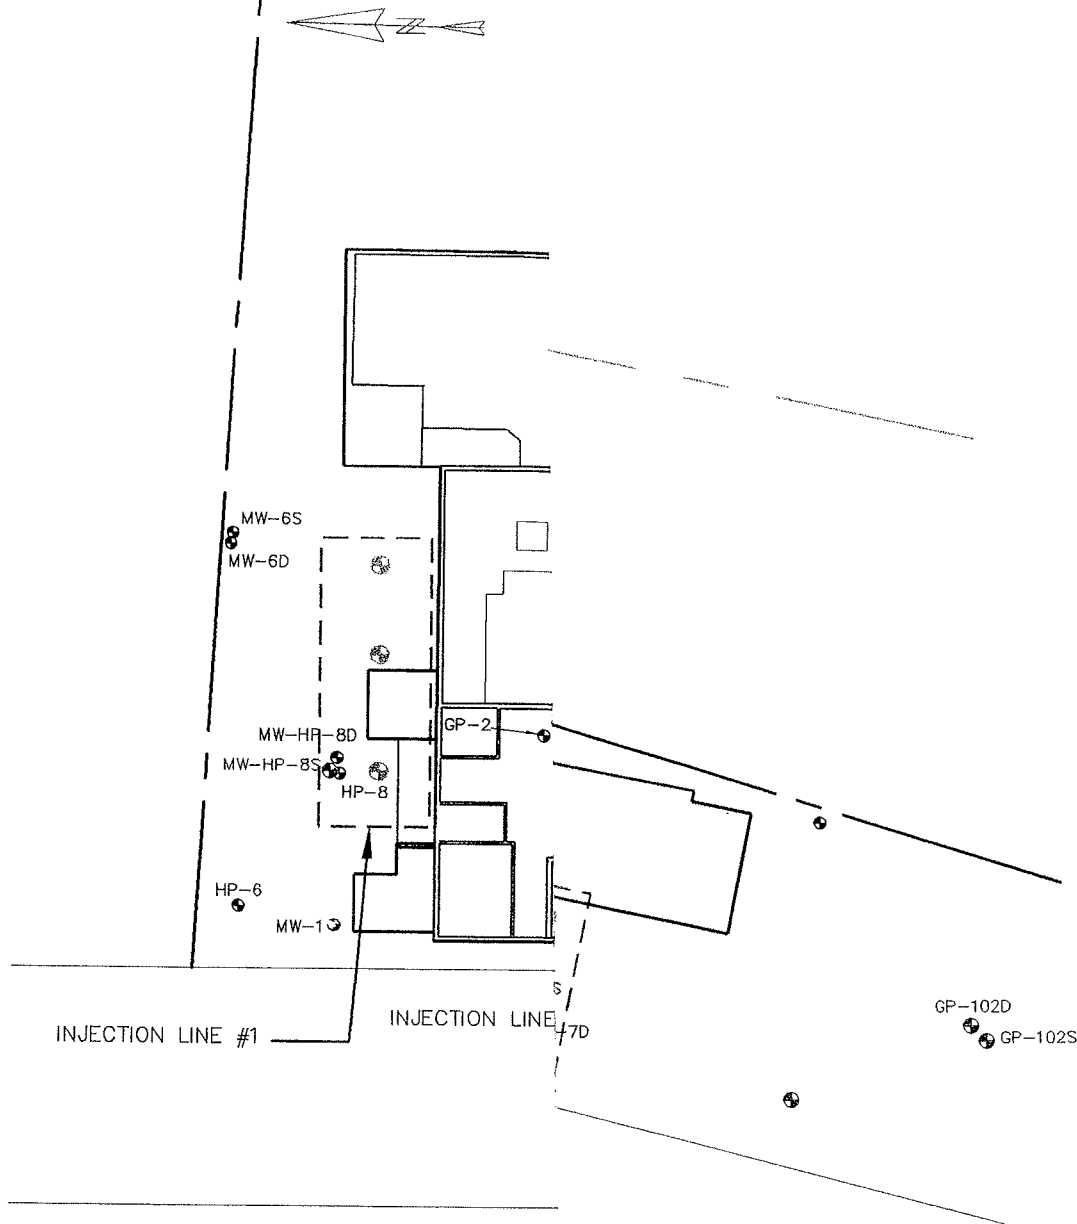 N
MW-6S
MW-6D
GP-2
MW-HP-8D
MW-HP-8S
HP-8
HP-6
MW-1
S
GP-102D
INJECTION LINE
INJECTION LINE #1
-7D
GP-102S